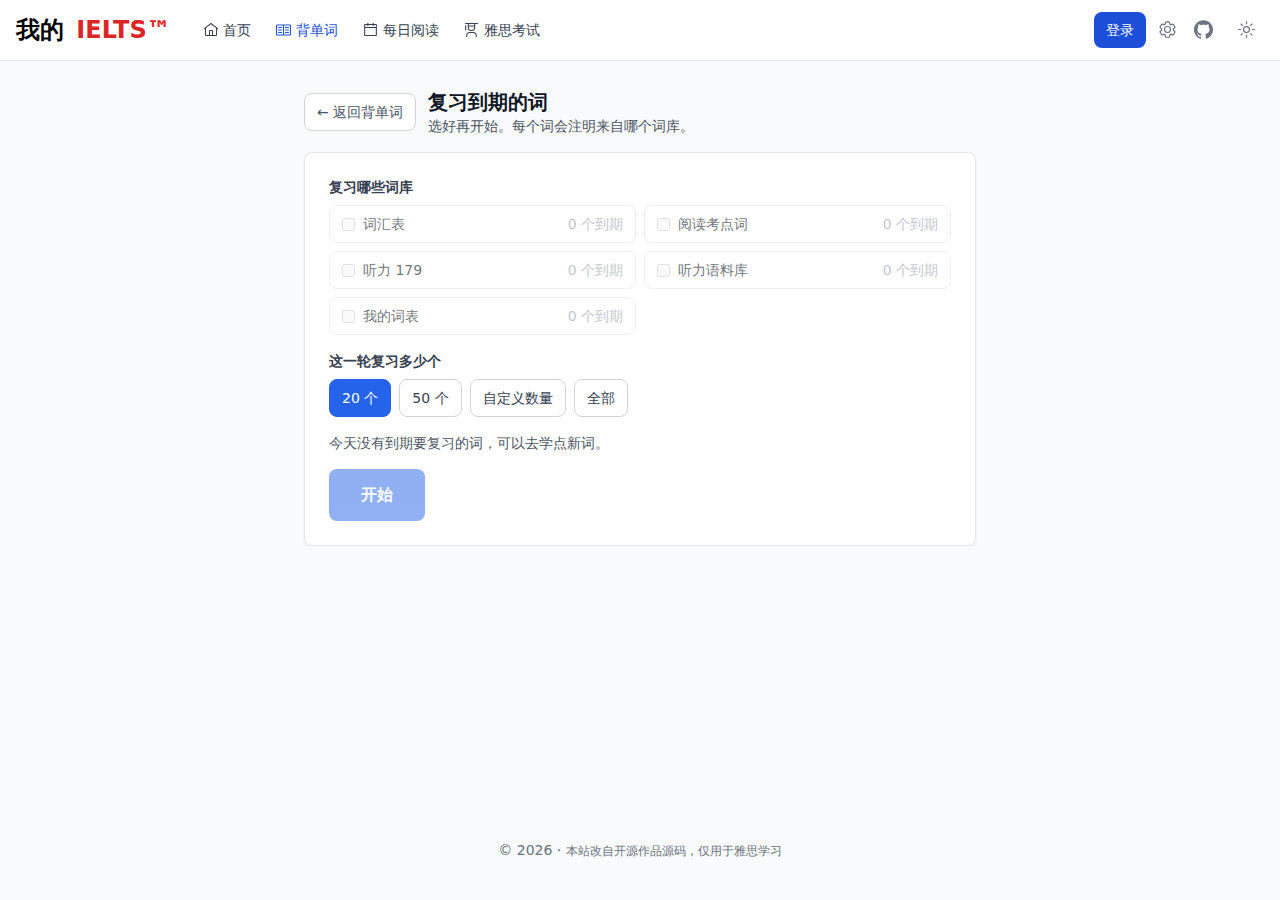 我的 IELTS™ 首页 背单词 每日阅读 雅思考试 登录
← 返回背单词
复习到期的词
选好再开始。每个词会注明来自哪个词库。
复习哪些词库
词汇表 0 个到期 阅读考点词 0 个到期
听力 179 0 个到期 听力语料库 0 个到期
我的词表 0 个到期
这一轮复习多少个
20 个 50 个 自定义数量 全部
今天没有到期要复习的词，可以去学点新词。
开始
© 2026 · 本站改自开源作品源码，仅用于雅思学习